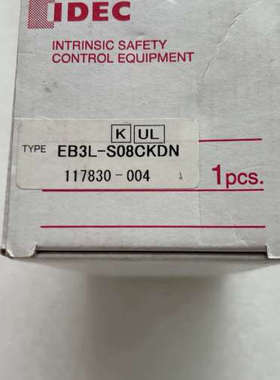 IDEC
INTRINSIC SAFETY
CONTROL EQUIPMENT
K UL
TYPE EB3L-S08CKDN
117830-004 1
1pcs.